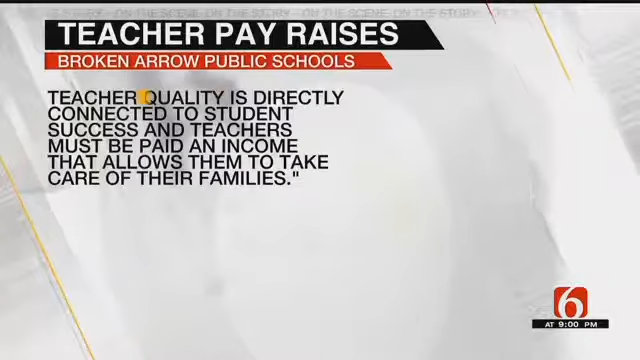 TEACHER PAY RAISES
BROKEN ARROW PUBLIC SCHOOLS
TEACHER QUALITY IS DIRECTLY
CONNECTED TO STUDENT
SUCCESS AND TEACHERS
MUST BE PAID AN INCOME
THAT ALLOWS THEM TO TAKE
CARE OF THEIR FAMILIES."
6
AT 9:00 PM